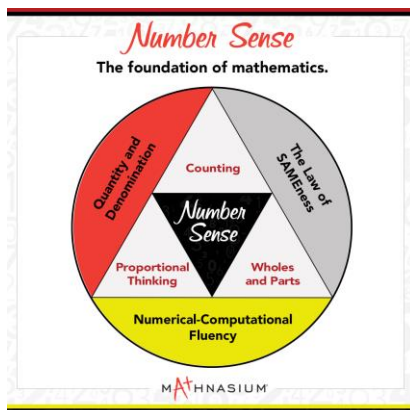 Number Sense
The foundation of mathematics.
Quantity and
Denomination
The Law of
SAMEness
Counting
Number
Sense
Proportional
Thinking
Wholes
and Parts
Numerical-Computational
Fluency
MATHNASIUM